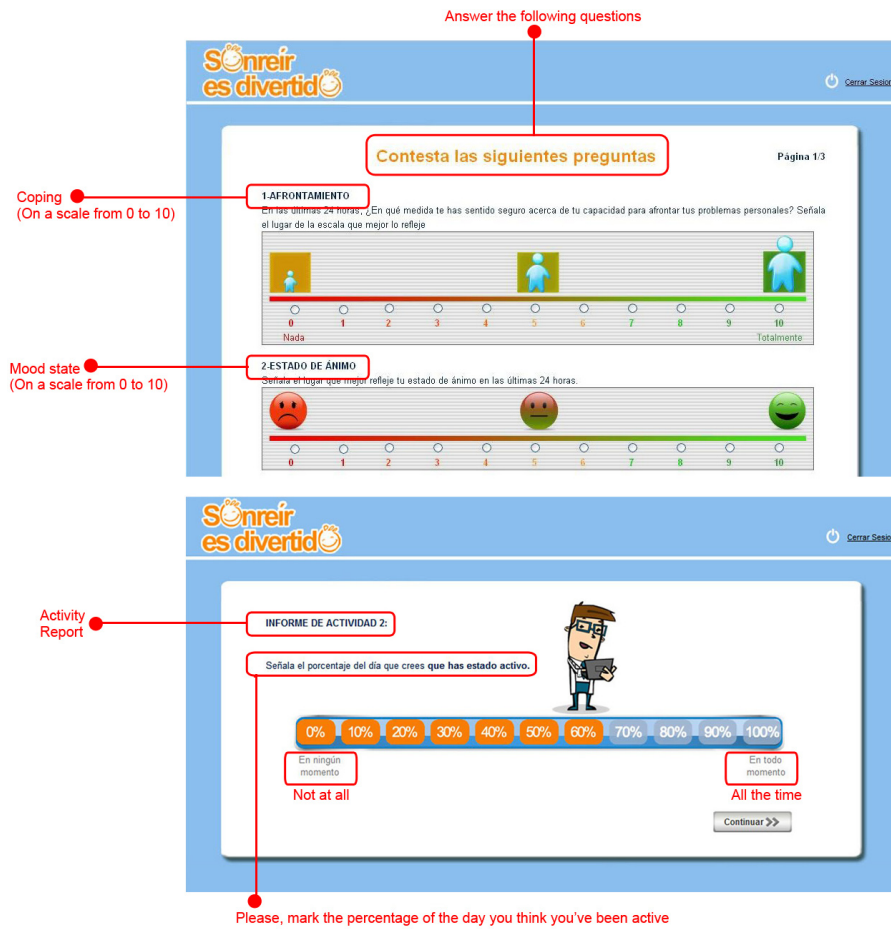 Answer the following questions
Sonreír
es divertido
Cerrar Sesion
Contesta las siguientes preguntas
Página 1/3
Coping
(On a scale from 0 to 10)
1-AFRONTAMIENTO
En las últimas 24 horas, ¿En qué medida te has sentido seguro acerca de tu capacidad para afrontar tus problemas personales? Señala
el lugar de la escala que mejor lo refleje
0 1 2 3 4 5 6 7 8 9 10
Nada Totalmente
Mood state
(On a scale from 0 to 10)
2-ESTADO DE ÁNIMO
Señala el lugar que mejor refleje tu estado de ánimo en las últimas 24 horas.
0 1 2 3 4 5 6 7 8 9 10
Sonreír
es divertido
Cerrar Sesio
Activity
Report
INFORME DE ACTIVIDAD 2:
Señala el porcentaje del día que crees que has estado activo.
0% 10% 20% 30% 40% 50% 60% 70% 80% 90% 100%
En ningún
momento
En todo
momento
Not at all
All the time
Continuar >>
Please, mark the percentage of the day you think you've been active